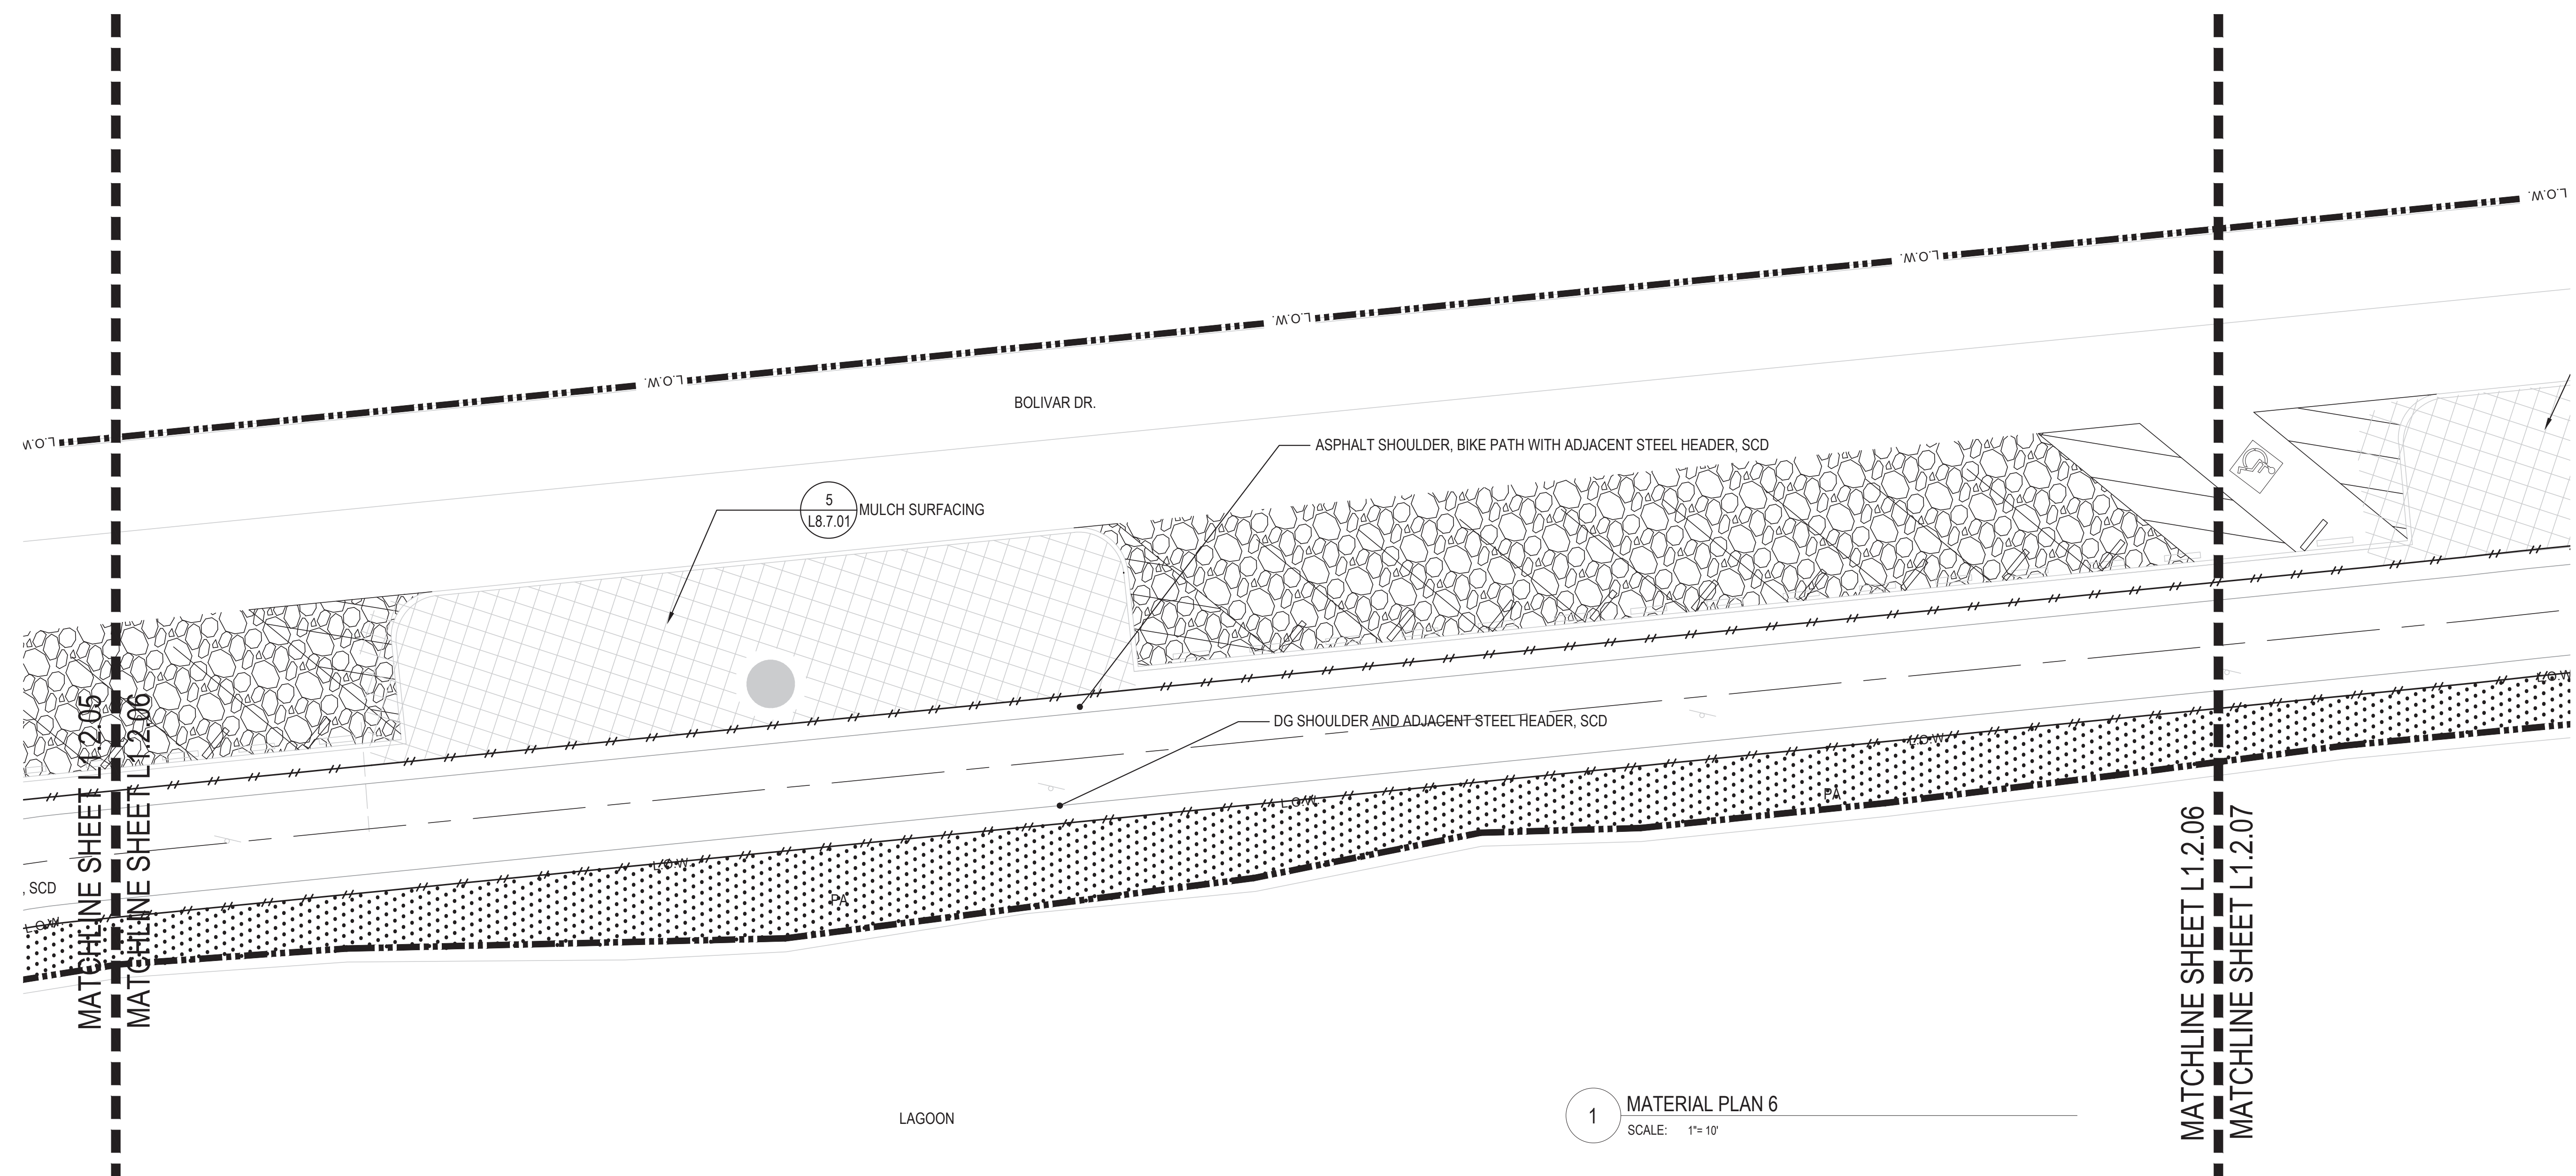 L.O.W.
L.O.W.
L.O.W.
L.O.W.
L.O.W.
BOLIVAR DR.
ASPHALT SHOULDER, BIKE PATH WITH ADJACENT STEEL HEADER, SCD
5
L8.7.01
MULCH SURFACING
DG SHOULDER AND ADJACENT STEEL HEADER, SCD
L.O.W.
L.O.W.
L.O.W.
L.O.W.
L.O.W.
PA
PA
, SCD
MATCHLINE SHEET L1.2.05
MATCHLINE SHEET L1.2.06
MATCHLINE SHEET L1.2.06
MATCHLINE SHEET L1.2.07
LAGOON
1
MATERIAL PLAN 6
SCALE: 1"= 10'